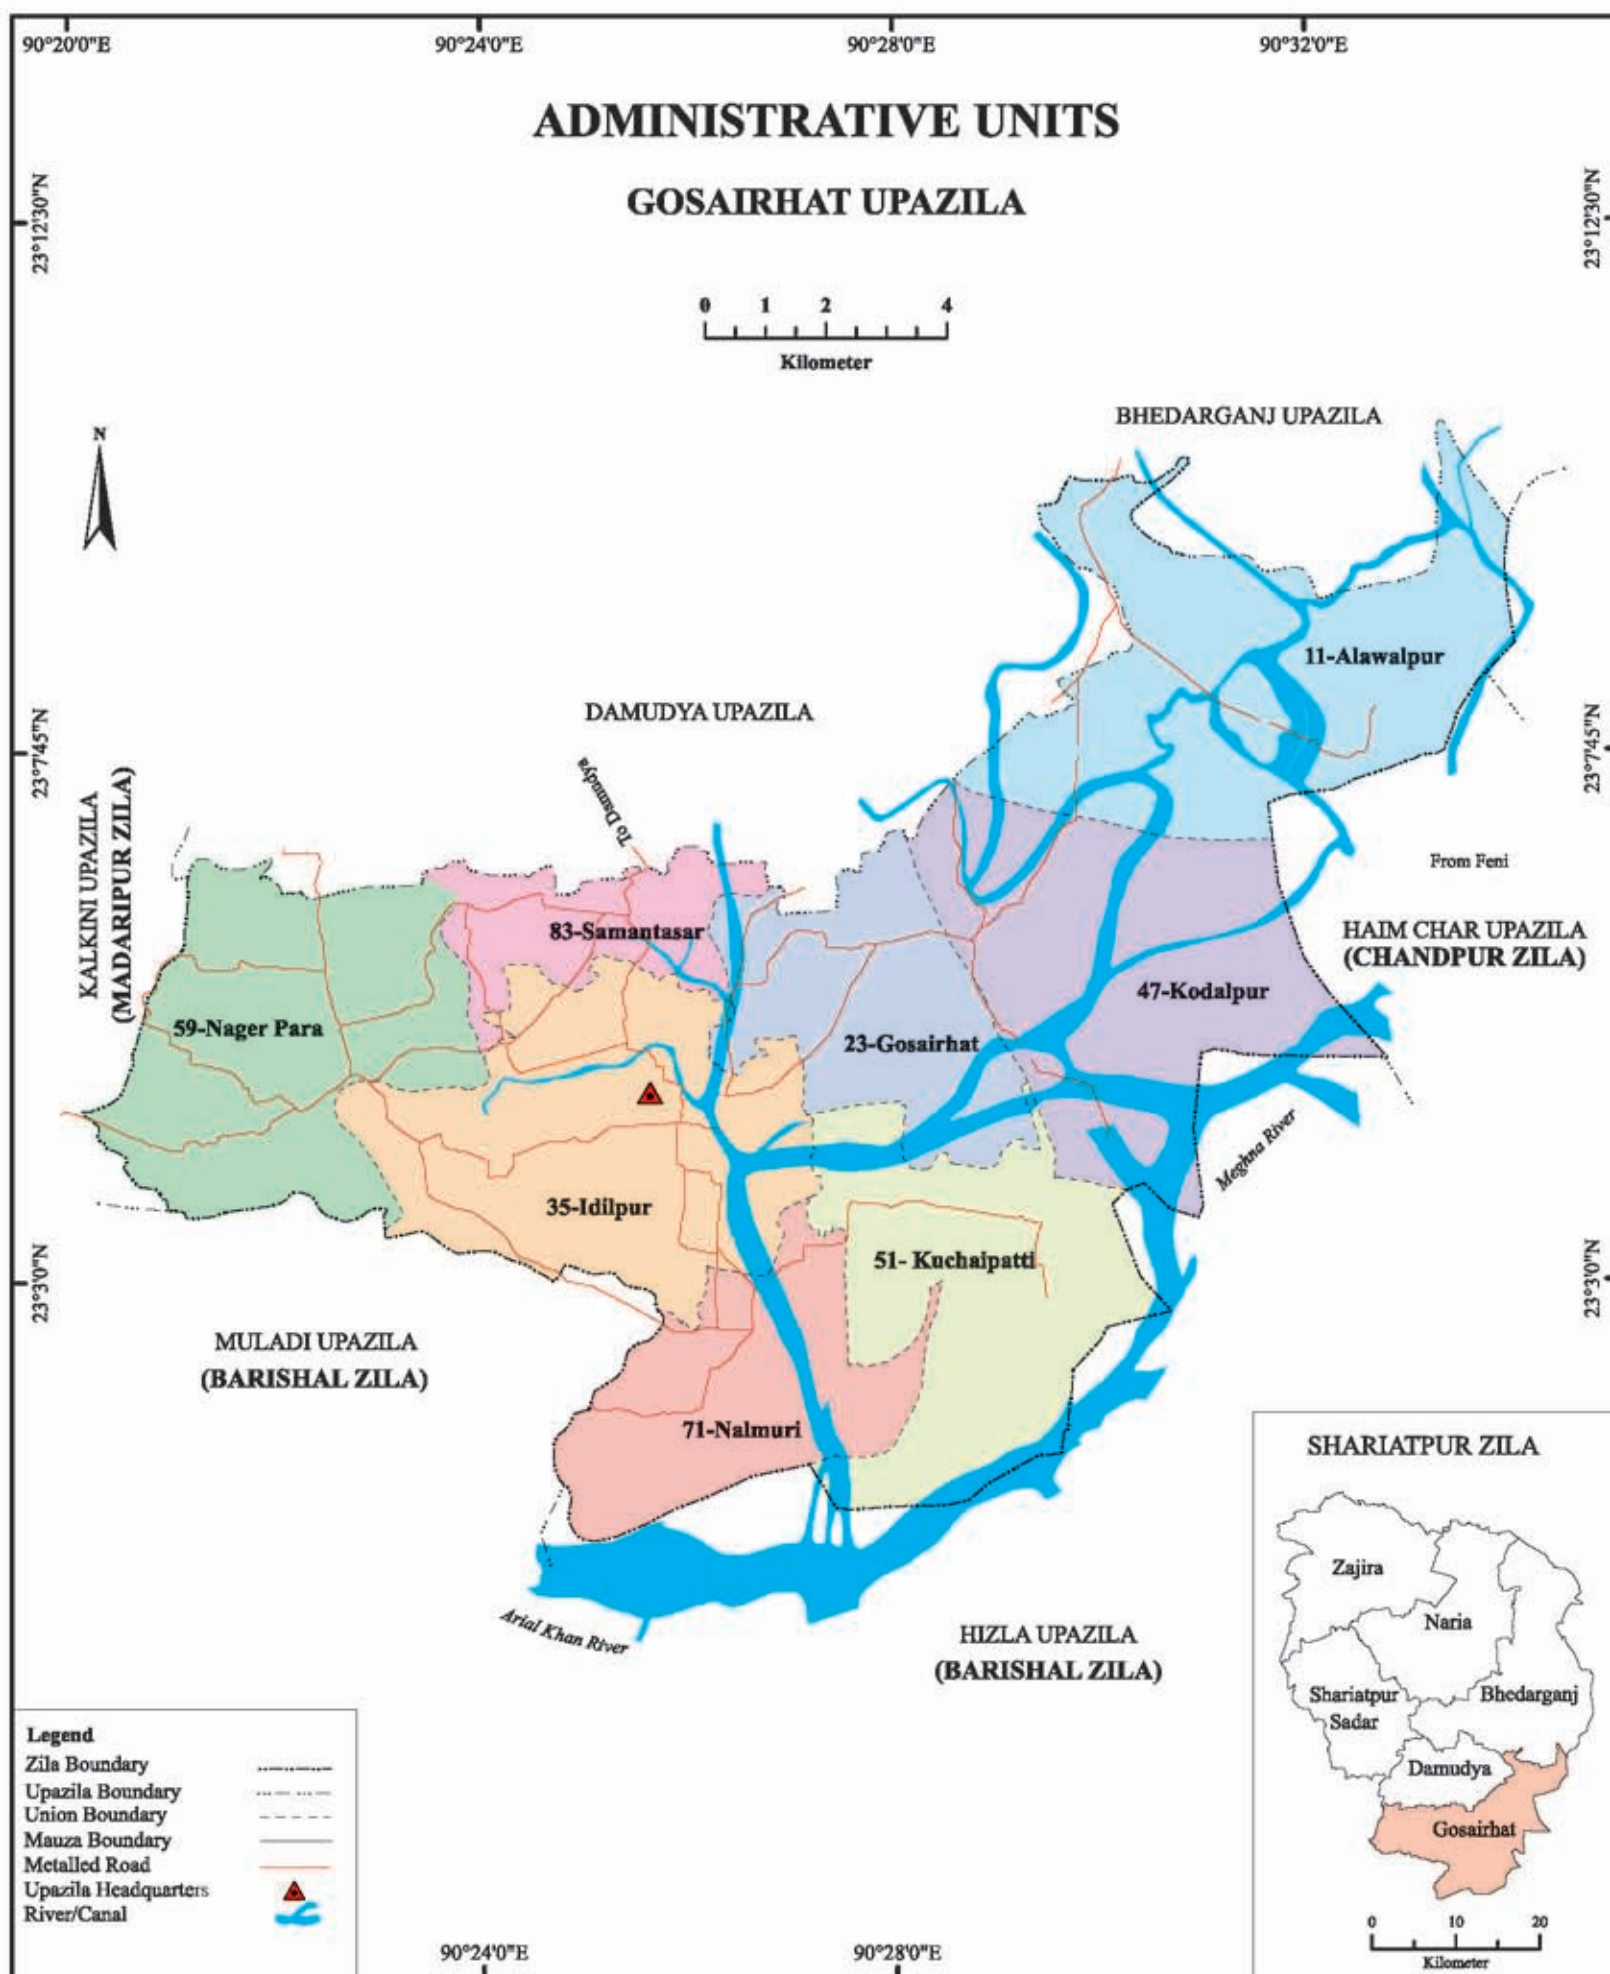 90°20'0"E
90°24'0"E
90°28'0"E
90°32'0"E
ADMINISTRATIVE UNITS
GOSAIRHAT UPAZILA
23°12'30"N
23°12'30"N
0 1 2 4
Kilometer
N
BHEDARGANJ UPAZILA
11-Alawalpur
DAMUDYA UPAZILA
23°7'45"N
23°7'45"N
To Damudya
KALKINI UPAZILA
(MADARIPUR ZILA)
From Feni
83-Samantasar
HAIM CHAR UPAZILA
(CHANDPUR ZILA)
47-Kodalpur
59-Nager Para
23-Gosairhat
Meghna River
35-Idilpur
51- Kuchaipatti
23°3'0"N
23°3'0"N
MULADI UPAZILA
(BARISHAL ZILA)
71-Nalmuri
Arial Khan River
HIZLA UPAZILA
(BARISHAL ZILA)
SHARIATPUR ZILA
Zajira
Naria
Shariatpur
Sadar
Bhedarganj
Damudya
Gosairhat
0 10 20
Kilometer
Legend
Zila Boundary
Upazila Boundary
Union Boundary
Mauza Boundary
Metalled Road
Upazila Headquarters
River/Canal
90°24'0"E
90°28'0"E